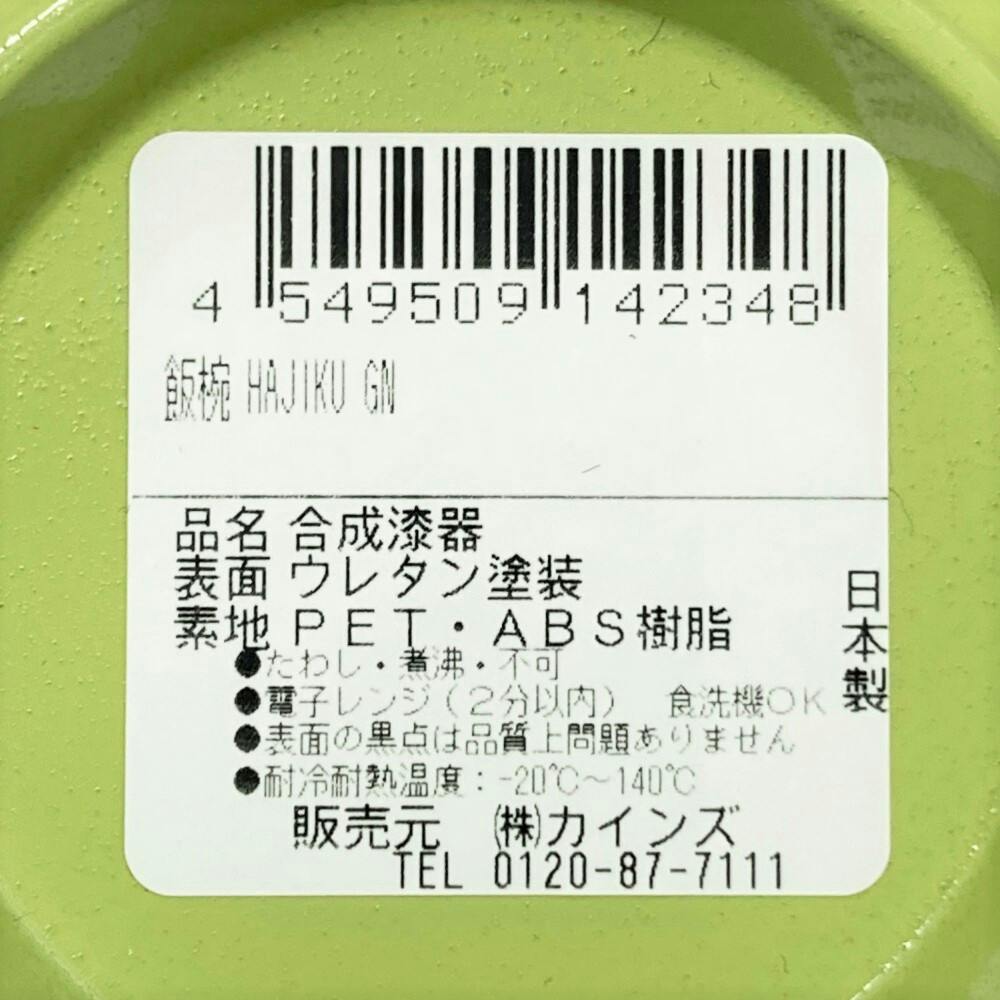 4 549509 142348
飯椀 HAJIKU GN
品名 合成漆器
表面 ウレタン塗装
素地 PET・ABS樹脂
●たわし・煮沸・不可
●電子レンジ(2分以内) 食洗機OK
●表面の黒点は品質上問題ありません
●耐冷耐熱温度:-20℃~140℃
販売元 ㈱カインズ
TEL 0120-87-7111
日本製